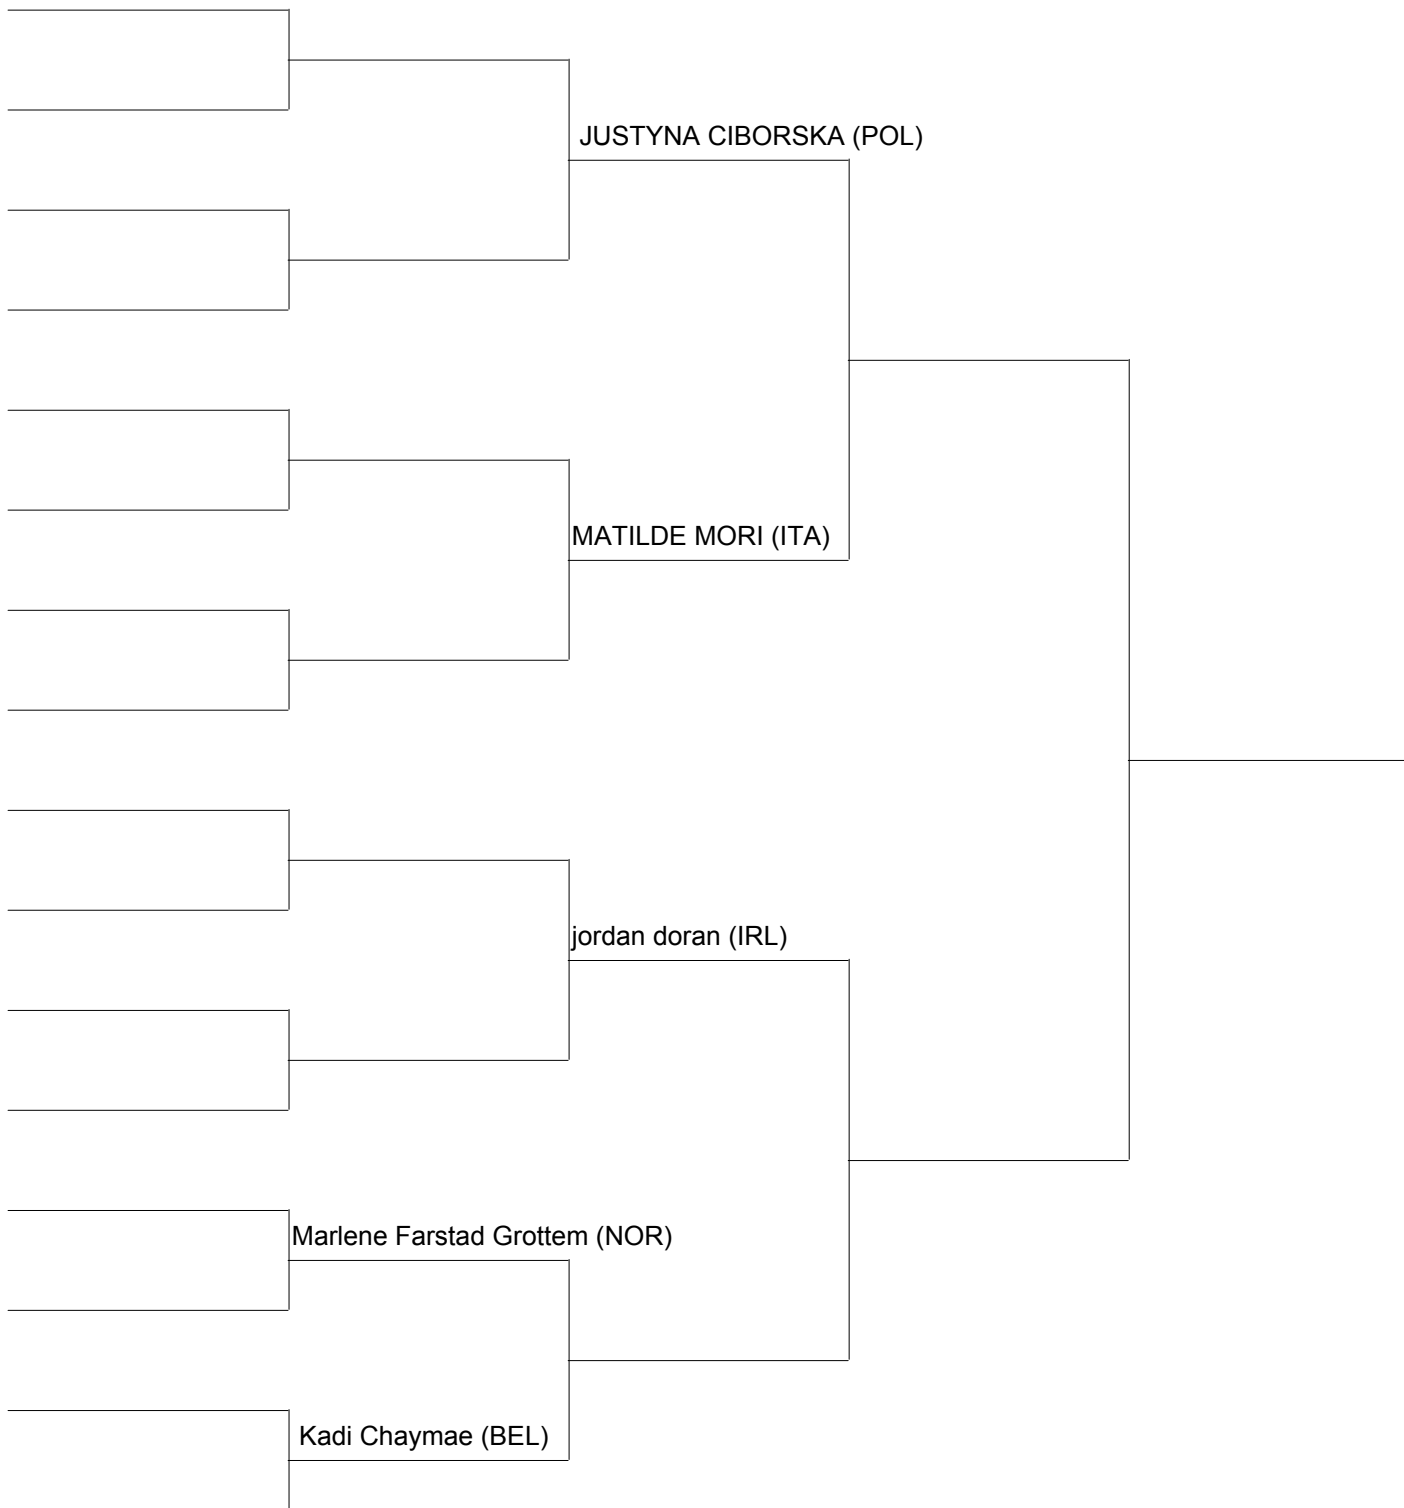 JUSTYNA CIBORSKA (POL)
MATILDE MORI (ITA)
jordan doran (IRL)
Marlene Farstad Grottem (NOR)
Kadi Chaymae (BEL)